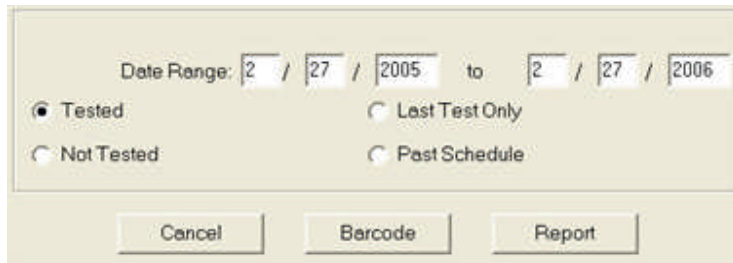 Date Range: 2 / 27 / 2005 to 2 / 27 / 2006
Tested Last Test Only
Not Tested Past Schedule
Cancel Barcode Report